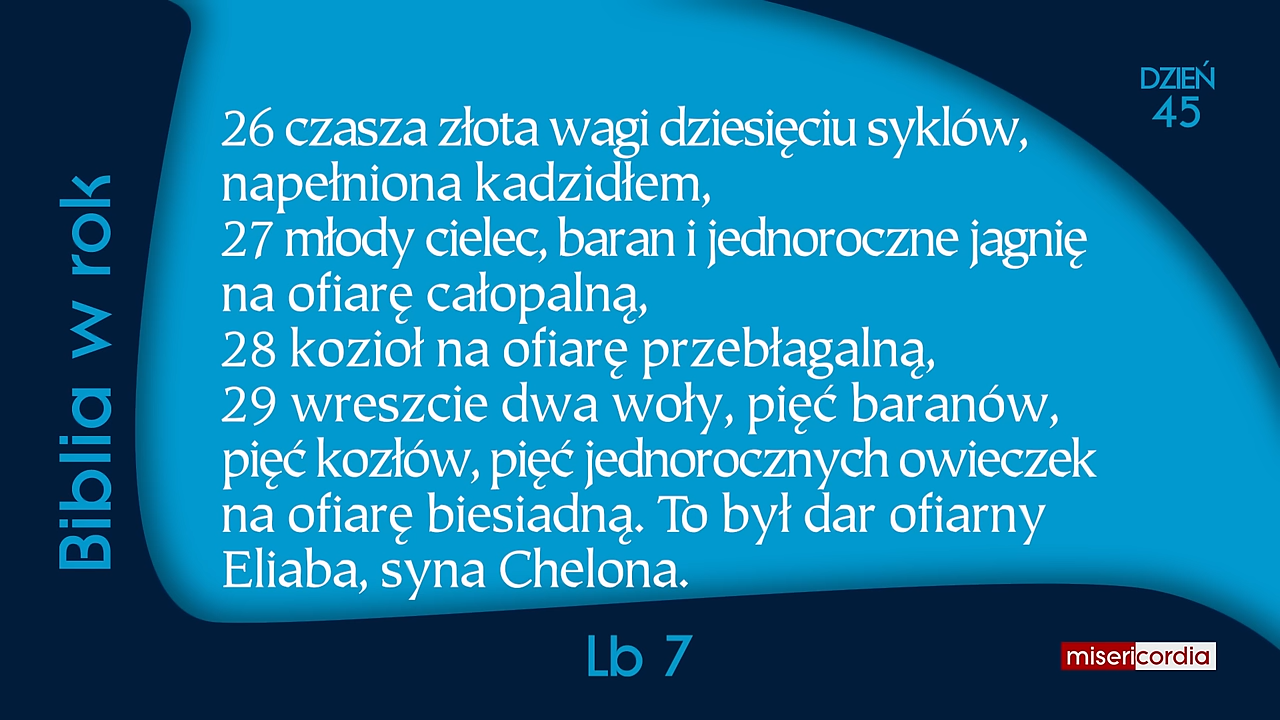 DZIEŃ
45
26 czasza złota wagi dziesięciu syklów,
napełniona kadzidłem,
27 młody cielec, baran i jednoroczne jagnię
na ofiarę całopalną,
28 kozioł na ofiarę przebłagalną,
29 wreszcie dwa woły, pięć baranów,
pięć kozłów, pięć jednorocznych owieczek
na ofiarę biesiadną. To był dar ofiarny
Eliaba, syna Chelona.
Biblia w rok
Lb 7
misericordia